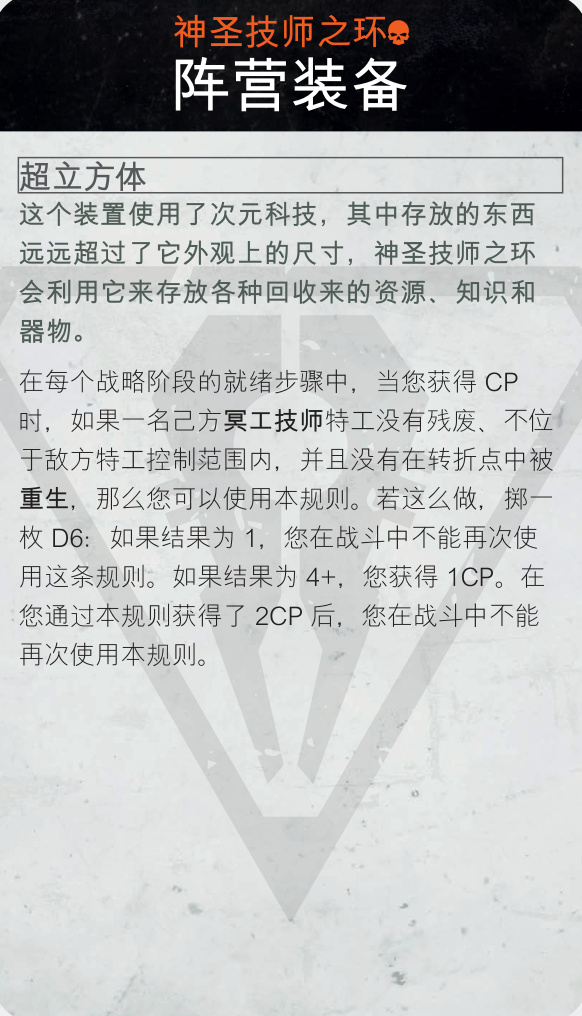 神圣技师之环
阵营装备
超立方体
这个装置使用了次元科技，其中存放的东西
远远超过了它外观上的尺寸，神圣技师之环
会利用它来存放各种回收来的资源、知识和
器物。
在每个战略阶段的就绪步骤中，当您获得 CP
时，如果一名己方冥工技师特工没有残废、不位
于敌方特工控制范围内，并且没有在转折点中被
重生，那么您可以使用本规则。若这么做，掷一
枚 D6：如果结果为 1，您在战斗中不能再次使
用这条规则。如果结果为 4+，您获得 1CP。在
您通过本规则获得了 2CP 后，您在战斗中不能
再次使用本规则。